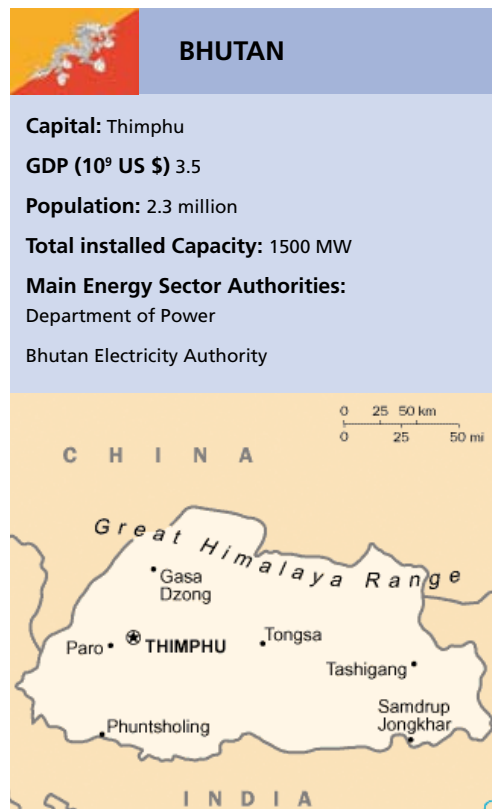 BHUTAN
Capital: Thimphu
GDP (10⁹ US $) 3.5
Population: 2.3 million
Total installed Capacity: 1500 MW
Main Energy Sector Authorities:
Department of Power
Bhutan Electricity Authority
0 25 50 km
0 25 50 mi
CHINA
Great Himalaya Range
Gasa
Dzong
Paro
THIMPHU
Tongsa
Tashigang
Samdrup
Jongkhar
Phuntsholing
INDIA